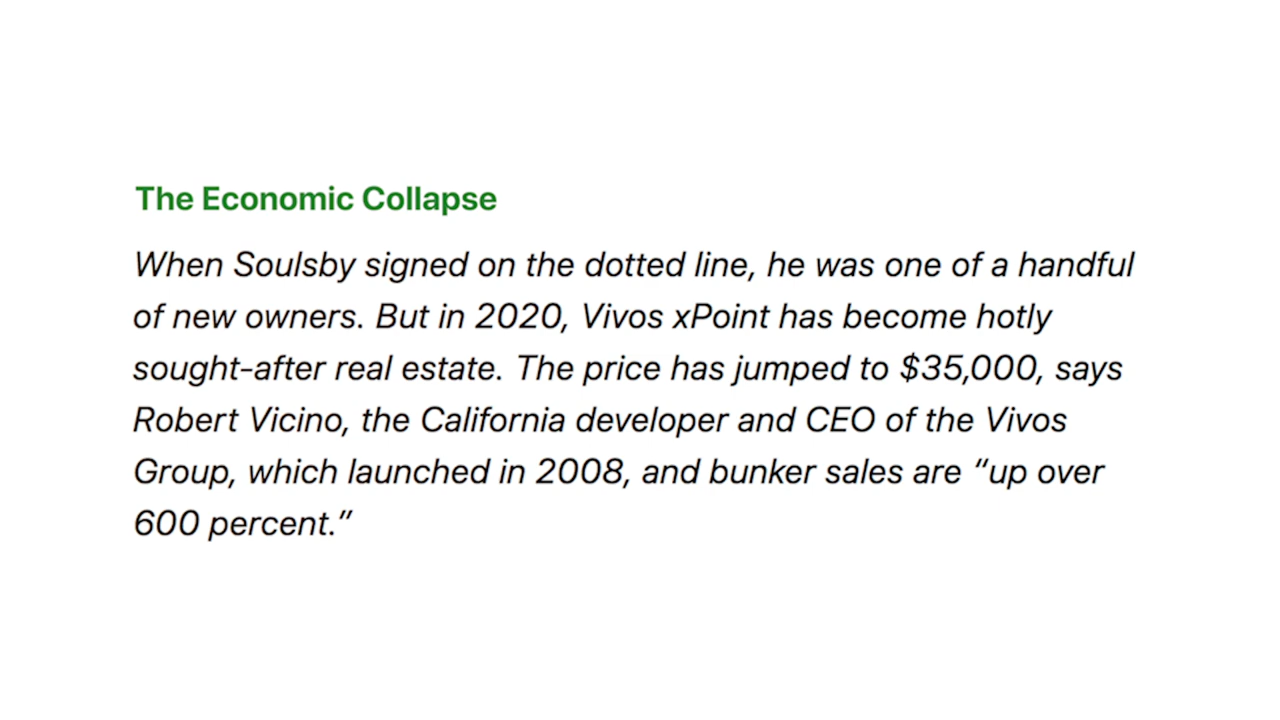 The Economic Collapse
When Soulsby signed on the dotted line, he was one of a handful
of new owners. But in 2020, Vivos xPoint has become hotly
sought-after real estate. The price has jumped to $35,000, says
Robert Vicino, the California developer and CEO of the Vivos
Group, which launched in 2008, and bunker sales are “up over
600 percent.”